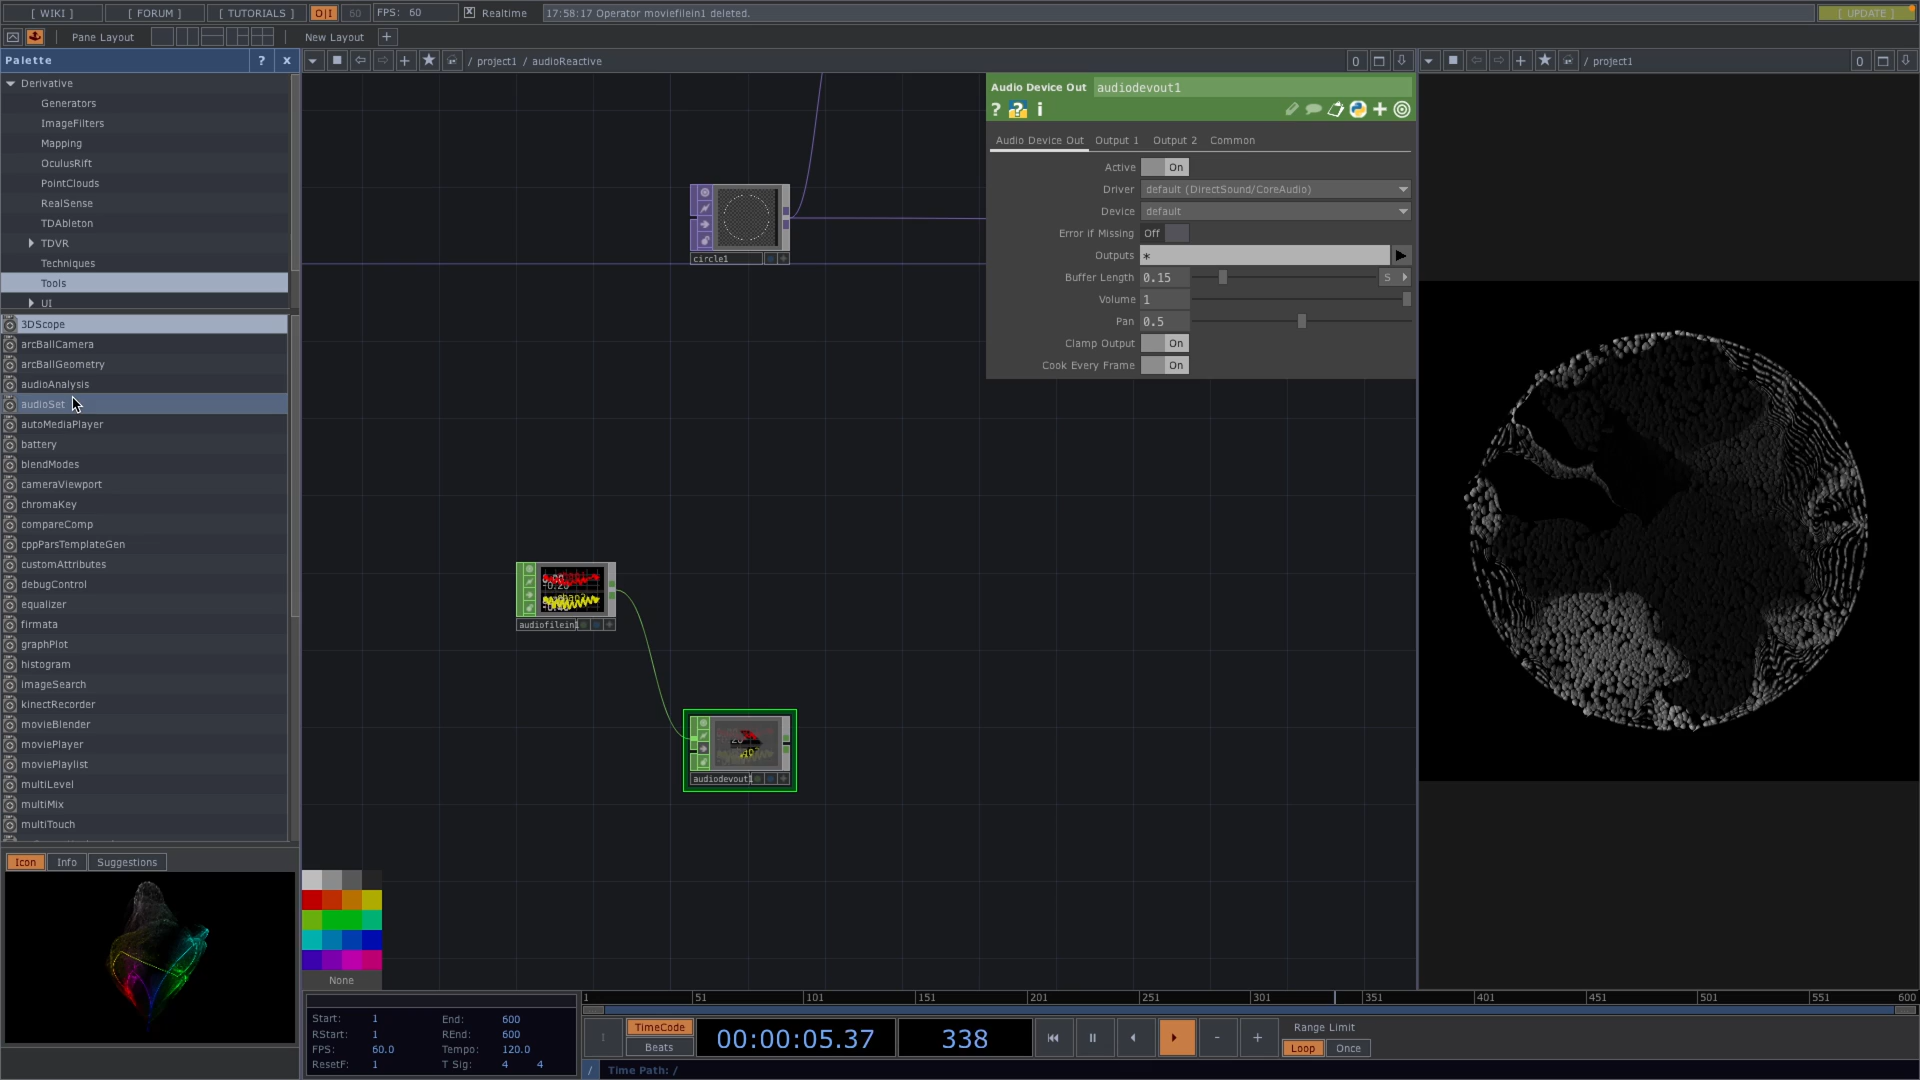 [ WIKI ]
[ FORUM ]
[ TUTORIALS ]
O|I
60
FPS: 60
Realtime
17:58:17 Operator moviefilein1 deleted.
[ UPDATE ]
Pane Layout
New Layout
+
Palette
?
x
/ project1 / audioReactive
0
/ project1
0
Derivative
Generators
ImageFilters
Mapping
OculusRift
PointClouds
RealSense
TDAbleton
TDVR
Techniques
Tools
UI
3DScope
arcBallCamera
arcBallGeometry
audioAnalysis
audioSet
autoMediaPlayer
battery
blendModes
cameraViewport
chromaKey
compareComp
cppParsTemplateGen
customAttributes
debugControl
equalizer
firmata
graphPlot
histogram
imageSearch
kinectRecorder
movieBlender
moviePlayer
moviePlaylist
multiLevel
multiMix
multiTouch
Icon
Info
Suggestions
circle1
audiofilein1
audiodevout1
Audio Device Out
audiodevout1
? ? i
Audio Device Out
Output 1
Output 2
Common
Active On
Driver default (DirectSound/CoreAudio)
Device default
Error if Missing Off
Outputs *
Buffer Length 0.15 S
Volume 1
Pan 0.5
Clamp Output On
Cook Every Frame On
None
Start: 1 End: 600
RStart: 1 REnd: 600
FPS: 60.0 Tempo: 120.0
ResetF: 1 T Sig: 4 4
1 51 101 151 201 251 301 351 401 451 501 551 600
1
TimeCode
Beats
00:00:05.37
338
- +
Range Limit
Loop
Once
/ Time Path: /